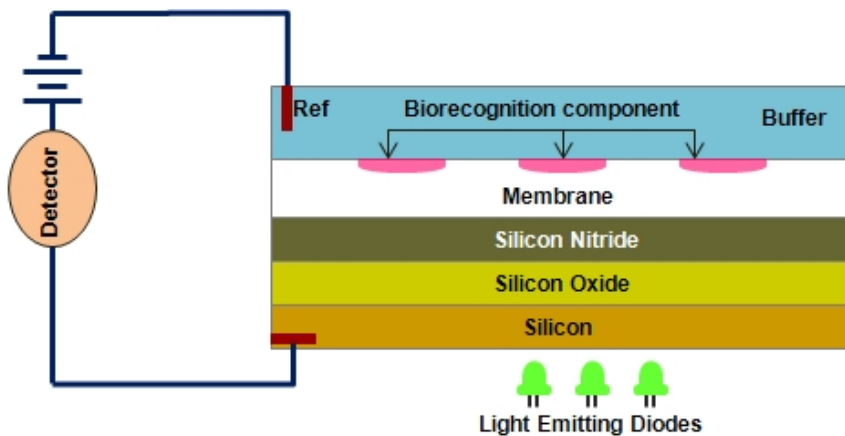 Ref
Biorecognition component
Buffer
Detector
Membrane
Silicon Nitride
Silicon Oxide
Silicon
Light Emitting Diodes